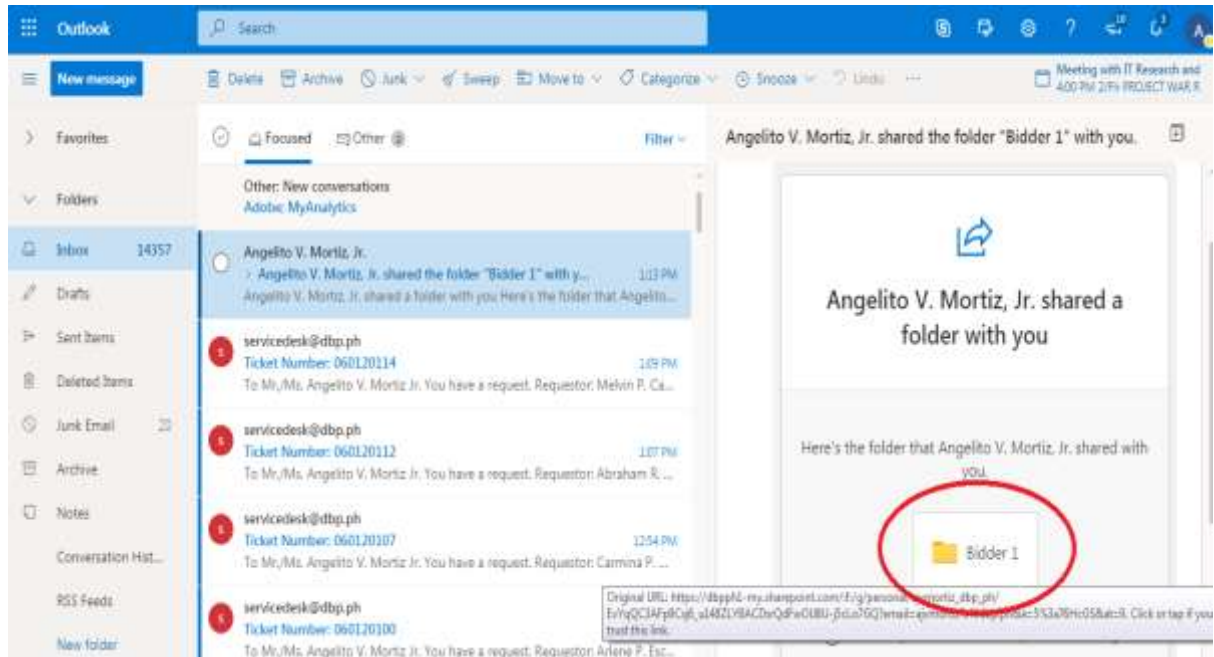 Outlook
Search
New message
Delete Archive Junk Sweep Move to Categorize Snooze Undo ...
Meeting with IT Research and
4:00 PM 2/Fn PROJECT WAR R
Favorites
Focused Other
Filter
Angelito V. Mortiz, Jr. shared the folder "Bidder 1" with you.
Other: New conversations
Adobe; MyAnalytics
Folders
Inbox 14357
Angelito V. Mortiz, Jr.
Angelito V. Mortiz, Jr. shared the folder "Bidder 1" with y... 1:13 PM
Angelito V. Mortiz, Jr. shared a folder with you Here's the folder that Angelito...
Drafts
Sent Items
servicedesk@dbp.ph
Ticket Number: 060120114 1:09 PM
To Mr./Ms. Angelito V. Mortiz Jr. You have a request. Requestor: Melvin P. Ca...
Deleted Items
Junk Email
servicedesk@dbp.ph
Ticket Number: 060120112 1:07 PM
To Mr./Ms. Angelito V. Mortiz Jr. You have a request. Requestor: Abraham R. ...
Archive
Notes
servicedesk@dbp.ph
Ticket Number: 060120107 12:54 PM
To Mr./Ms. Angelito V. Mortiz Jr. You have a request. Requestor: Carmina P. ...
Conversation Hist...
RSS Feeds
servicedesk@dbp.ph
Ticket Number: 060120100
To Mr./Ms. Angelito V. Mortiz Jr. You have a request. Requestor: Arlene P. Esc...
New folder
Angelito V. Mortiz, Jr. shared a
folder with you
Here's the folder that Angelito V. Mortiz, Jr. shared with
you.
Bidder 1
Original URL: https://dbpph1-my.sharepoint.com/:f:/g/personal
Click or tap if you
trust this link.